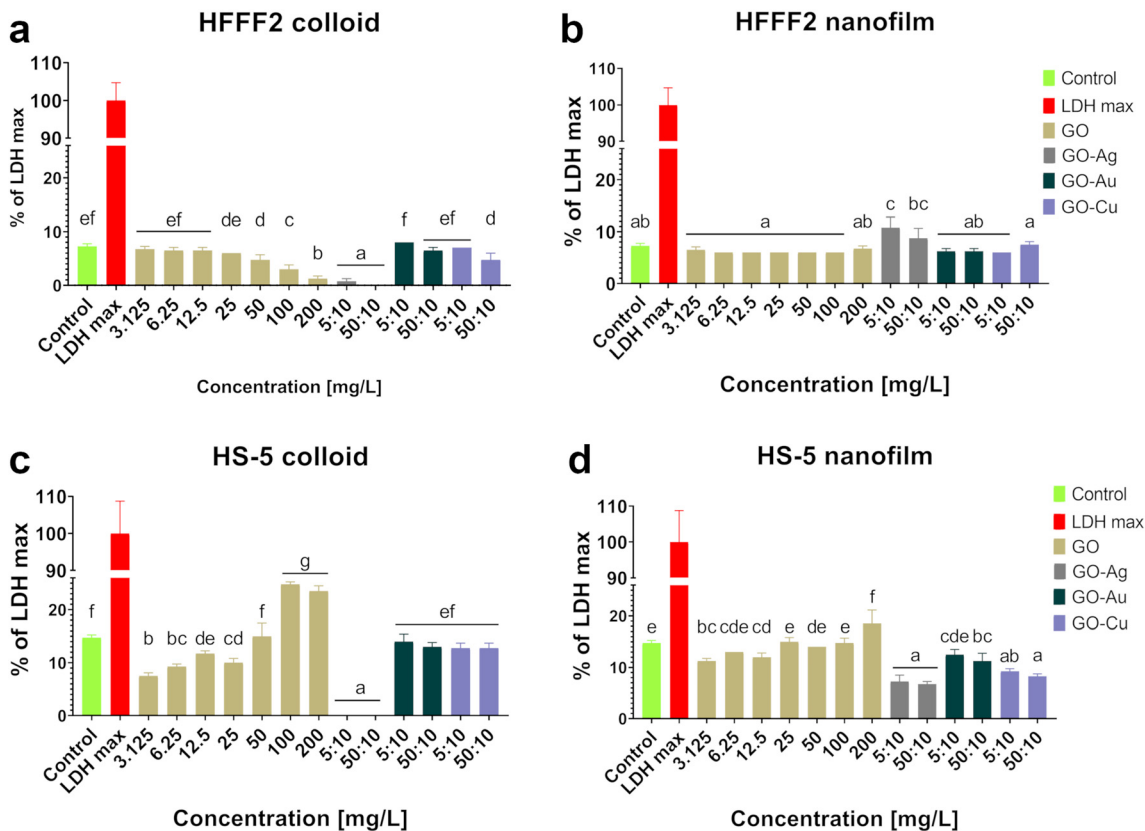 a
HFFF2 colloid
% of LDH max
110
100
90
20
10
0
ef
ef
de
d
c
b
a
f
ef
d
Control
LDH max
3.125
6.25
12.5
25
50
100
200
5:10
50:10
5:10
50:10
5:10
50:10
Concentration [mg/L]
b
HFFF2 nanofilm
% of LDH max
110
100
90
20
10
0
ab
a
ab
c
bc
ab
a
Control
LDH max
3.125
6.25
12.5
25
50
100
200
5:10
50:10
5:10
50:10
5:10
50:10
Concentration [mg/L]
Control
LDH max
GO
GO-Ag
GO-Au
GO-Cu
c
HS-5 colloid
% of LDH max
110
100
90
20
10
0
f
b
bc
de
cd
f
g
a
ef
Control
LDH max
3.125
6.25
12.5
25
50
100
200
5:10
50:10
5:10
50:10
5:10
50:10
Concentration [mg/L]
d
HS-5 nanofilm
% of LDH max
110
100
90
20
10
0
e
bc
cde
cd
e
de
e
f
a
cde
bc
ab
a
Control
LDH max
3.125
6.25
12.5
25
50
100
200
5:10
50:10
5:10
50:10
5:10
50:10
Concentration [mg/L]
Control
LDH max
GO
GO-Ag
GO-Au
GO-Cu